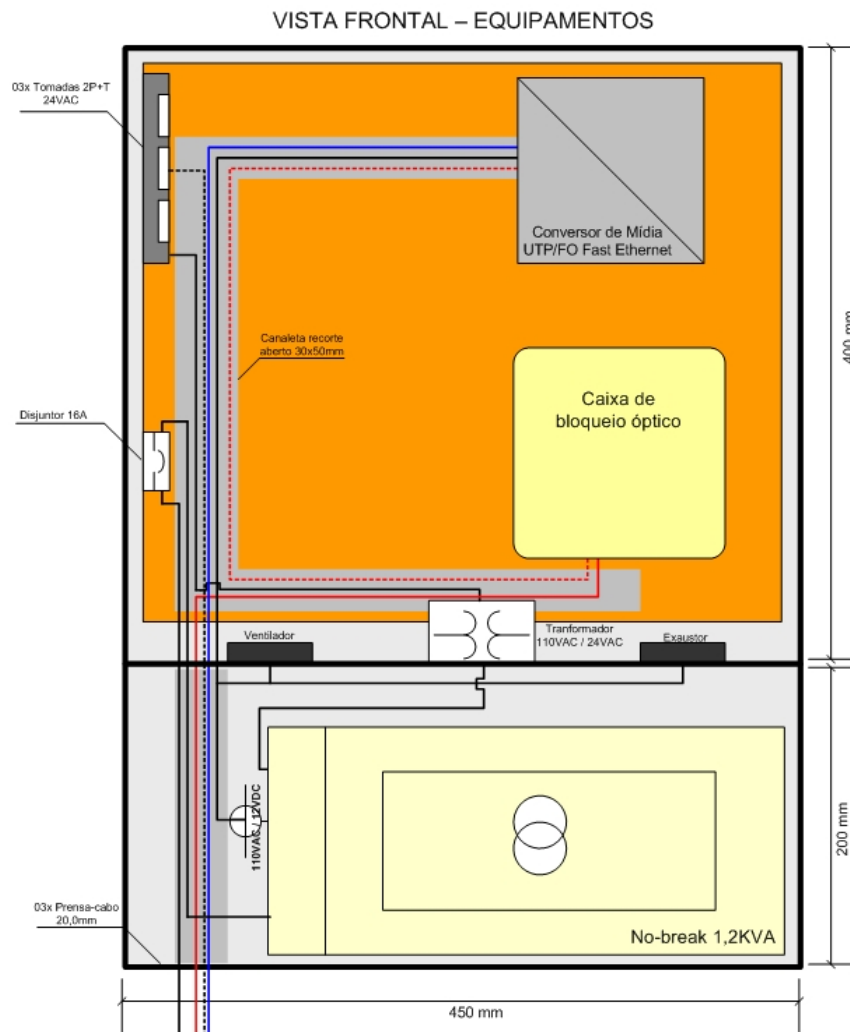 VISTA FRONTAL – EQUIPAMENTOS
03x Tomadas 2P+T
24VAC
Conversor de Mídia
UTP/FO Fast Ethernet
Canaleta recorte
aberto 30x50mm
400 mm
Caixa de
bloqueio óptico
Disjuntor 16A
Ventilador
Tranformador
110VAC / 24VAC
Exaustor
110VAC / 12VDC
200 mm
03x Prensa-cabo
20,0mm
No-break 1,2KVA
450 mm